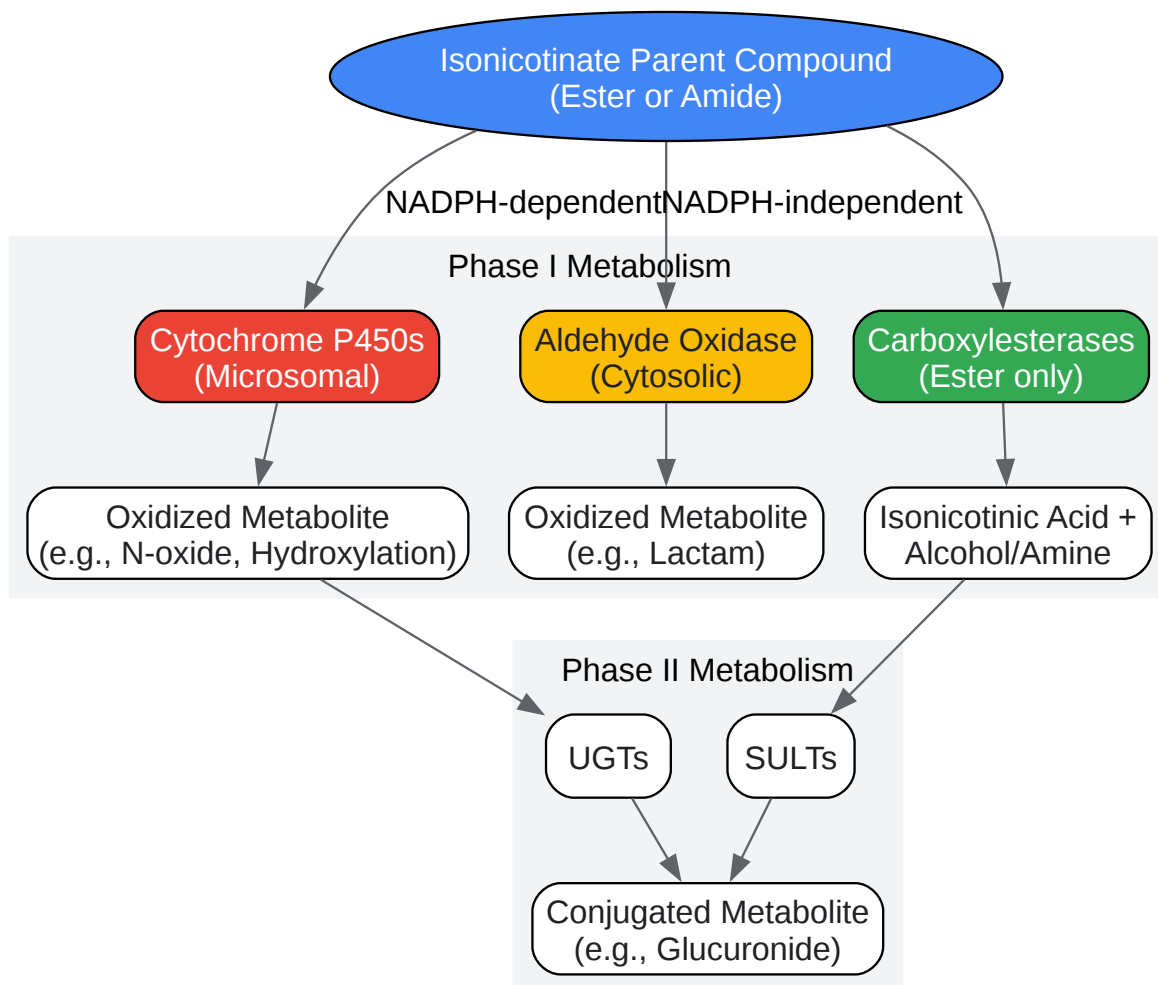 Isonicotinate Parent Compound
(Ester or Amide)
NADPH-dependent
NADPH-independent
Phase I Metabolism
Cytochrome P450s
(Microsomal)
Aldehyde Oxidase
(Cytosolic)
Carboxylesterases
(Ester only)
Oxidized Metabolite
(e.g., N-oxide, Hydroxylation)
Oxidized Metabolite
(e.g., Lactam)
Isonicotinic Acid +
Alcohol/Amine
Phase II Metabolism
UGTs
SULTs
Conjugated Metabolite
(e.g., Glucuronide)